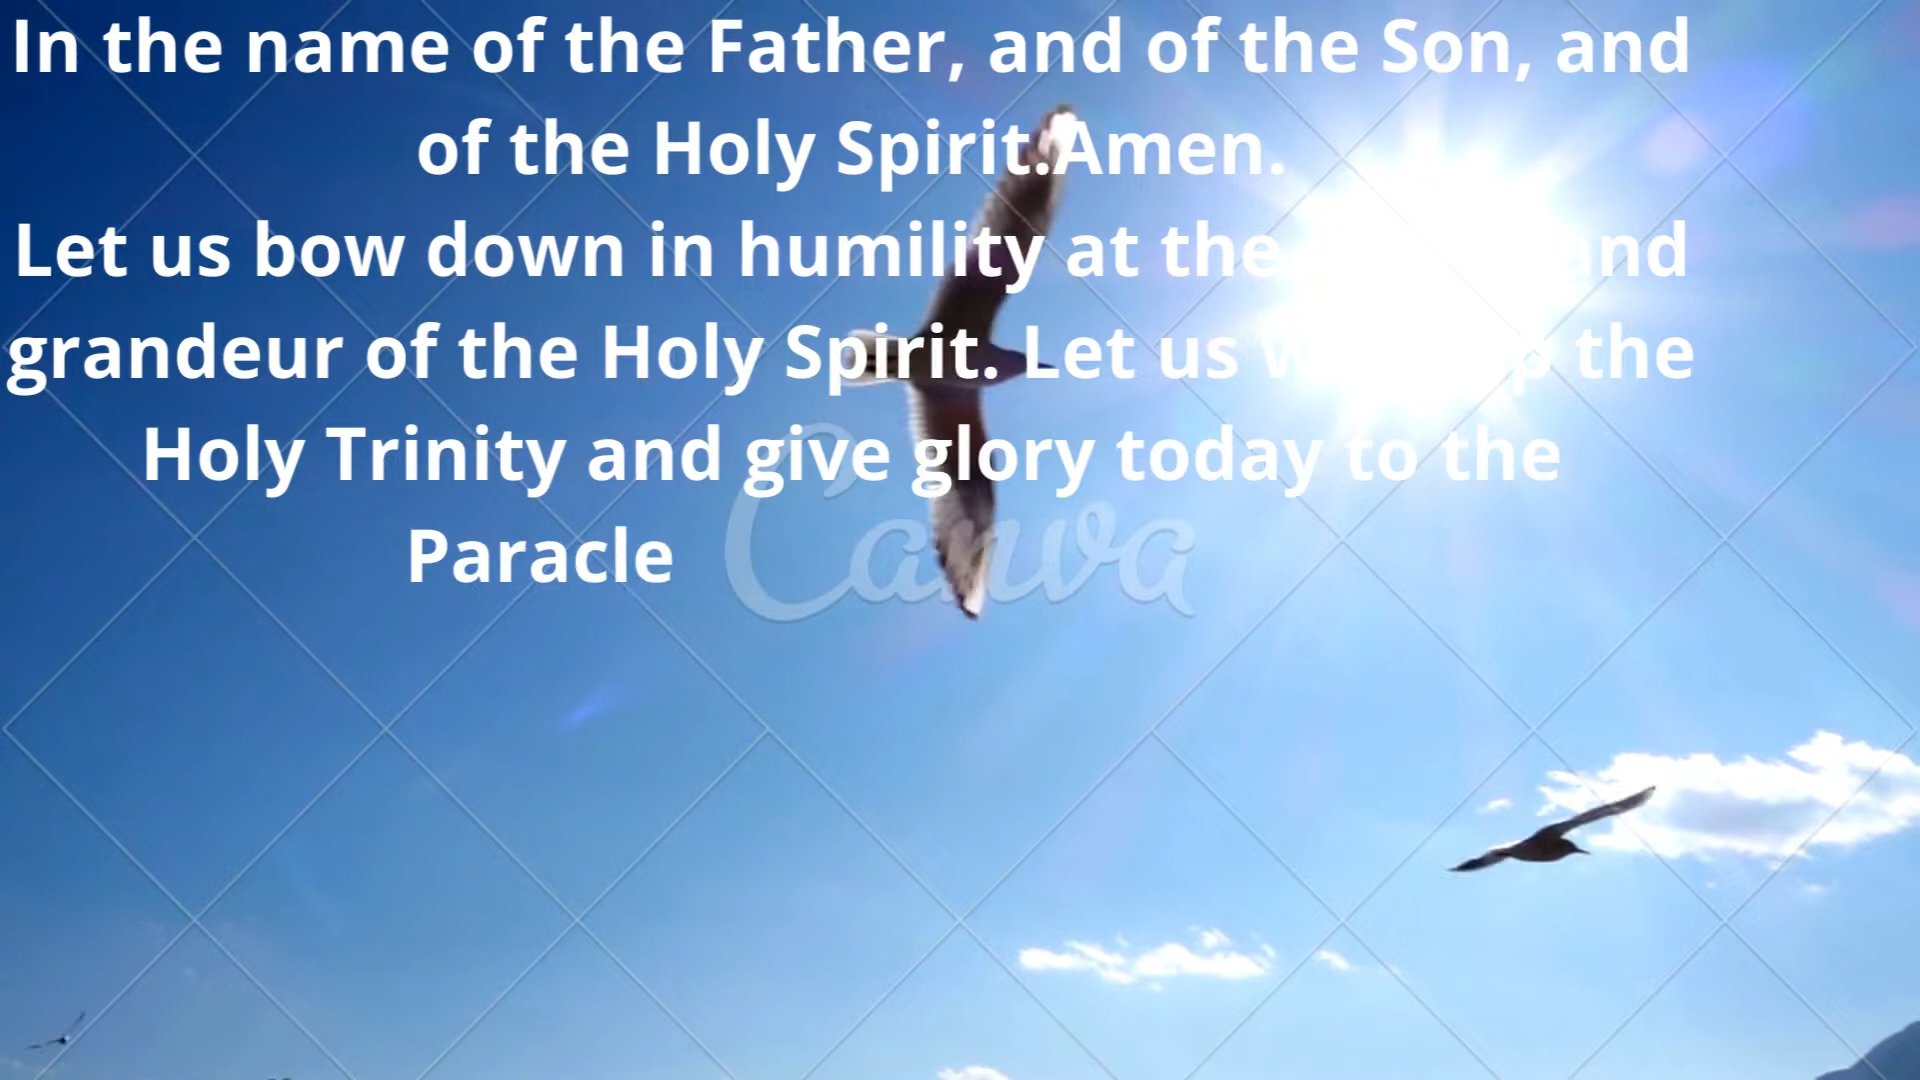 In the name of the Father, and of the Son, and
of the Holy Spirit.Amen.
Let us bow down in humility at the and
grandeur of the Holy Spirit. Let us the
Holy Trinity and give glory today to the
Paracle
Canva